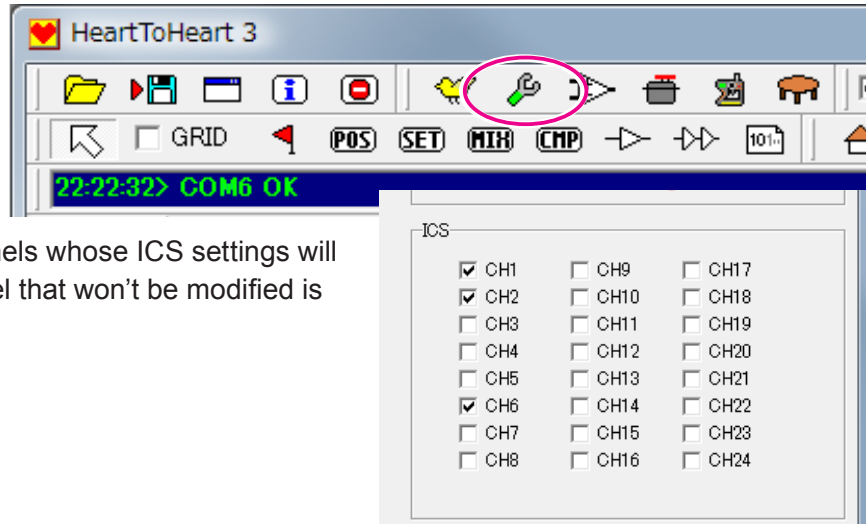 HeartToHeart 3
GRID
POS
SET
MIX
CMP
101..
22:22:32> COM6 OK
nels whose ICS settings will
el that won't be modified is
ICS
CH1 CH9 CH17
CH2 CH10 CH18
CH3 CH11 CH19
CH4 CH12 CH20
CH5 CH13 CH21
CH6 CH14 CH22
CH7 CH15 CH23
CH8 CH16 CH24